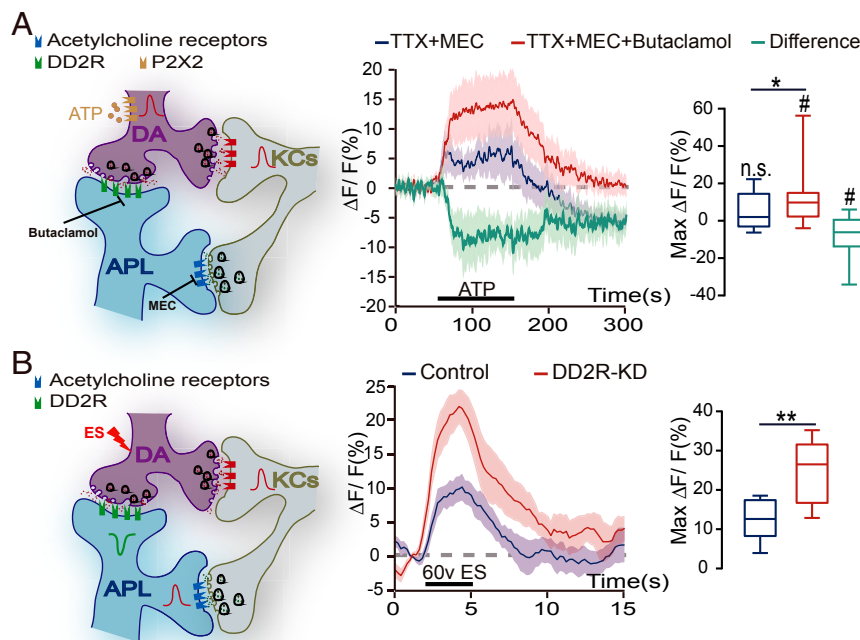 A
Acetylcholine receptors
DD2R P2X2
ATP
DA
KCs
Butaclamol
APL
MEC
TTX+MEC TTX+MEC+Butaclamol Difference
ΔF/ F(%)
20
15
10
5
0
-5
-10
-15
-20
ATP
Time(s)
0 100 200 300
Max ΔF/ F(%)
60
40
20
0
-20
-40
*
n.s.
#
#
B
Acetylcholine receptors
DD2R
ES
DA
KCs
APL
Control DD2R-KD
ΔF/ F(%)
25
20
15
10
5
0
-5
60v ES
Time(s)
0 5 10 15
Max ΔF/ F(%)
40
30
20
10
0
**